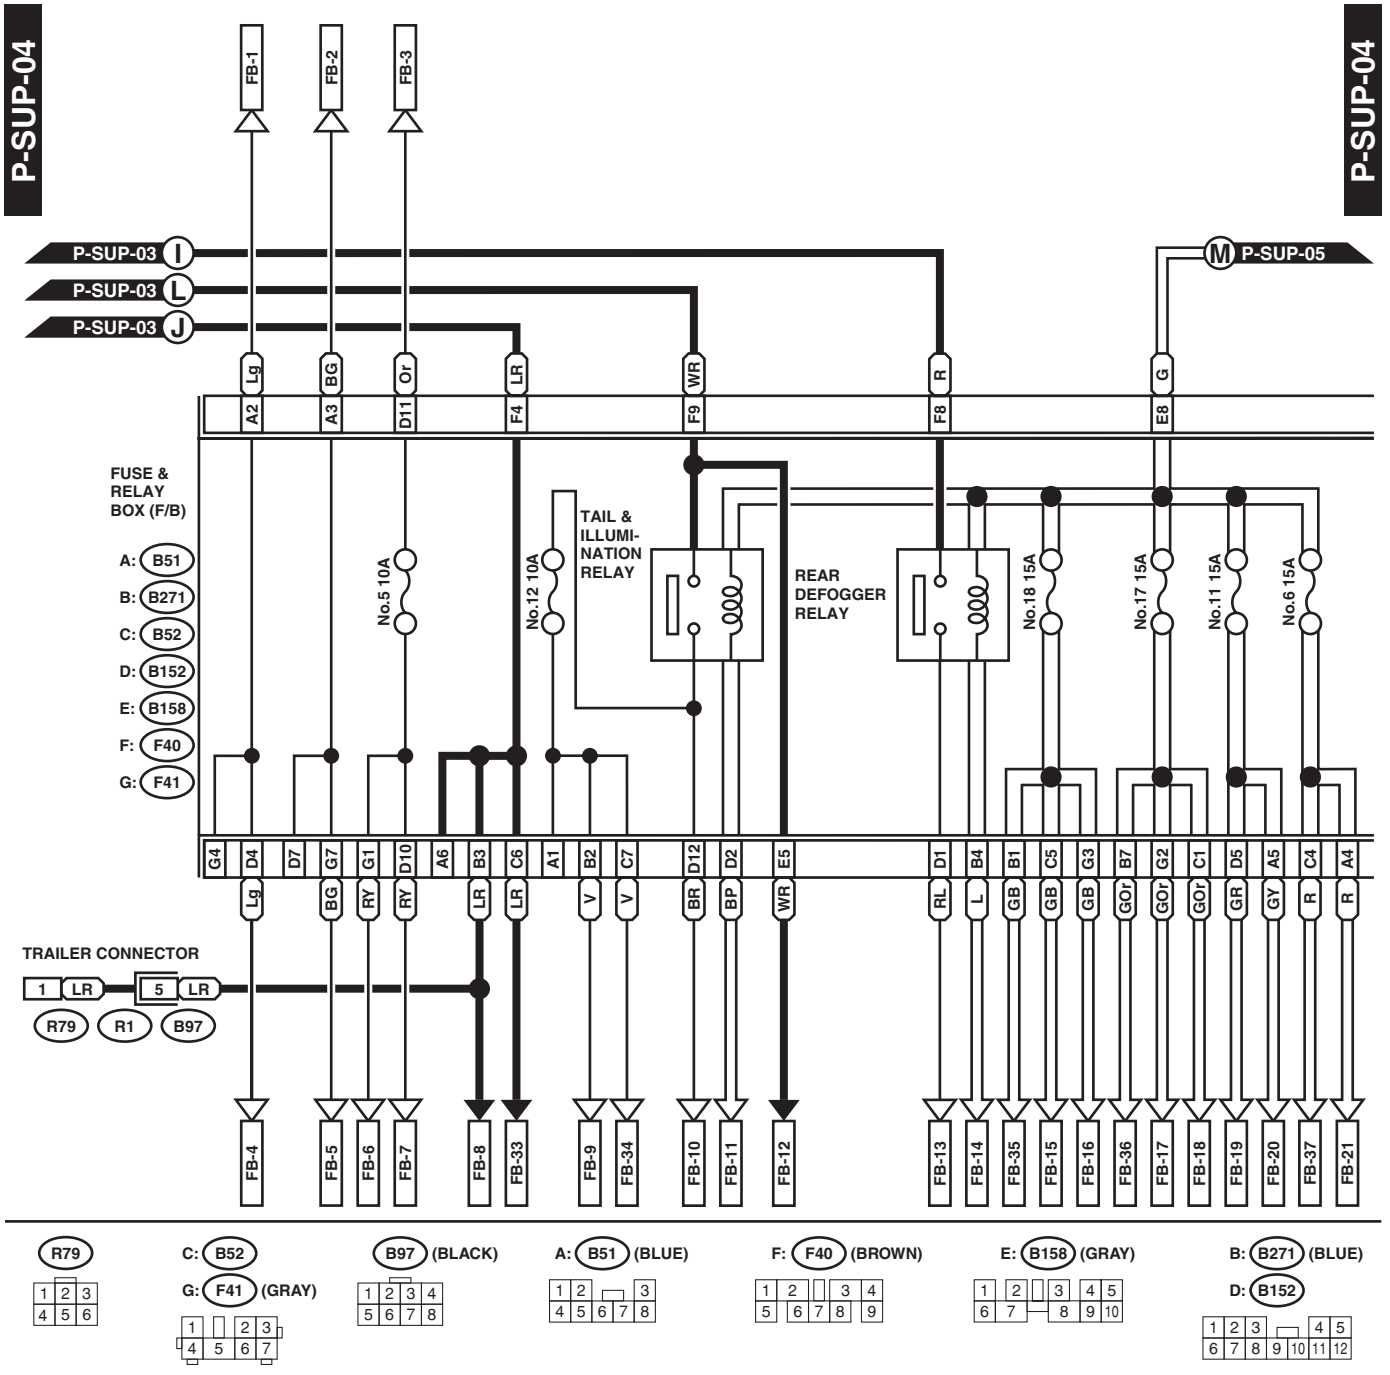 P-SUP-04
P-SUP-04
FB-1
FB-2
FB-3
P-SUP-03 I
M P-SUP-05
P-SUP-03 L
P-SUP-03 J
Lg
BG
Or
LR
WR
R
G
A2
A3
D11
F4
F9
F8
E8
FUSE &
RELAY
BOX (F/B)
A: B51
B: B271
C: B52
D: B152
E: B158
F: F40
G: F41
TAIL &
ILLUMI-
NATION
RELAY
REAR
DEFOGGER
RELAY
No.5 10A
No.12 10A
No.18 15A
No.17 15A
No.11 15A
No.6 15A
G4
D4
D7
G7
G1
D10
A6
B3
C6
A1
B2
C7
D12
D2
E5
D1
B4
B1
C5
G3
B7
G2
C1
D5
A5
C4
A4
Lg
BG
RY
RY
LR
LR
V
V
BR
BP
WR
RL
L
GB
GB
GB
GOr
GOr
GOr
GR
GY
R
R
TRAILER CONNECTOR
1 LR 5 LR
R79 R1 B97
FB-4
FB-5
FB-6
FB-7
FB-8
FB-33
FB-9
FB-34
FB-10
FB-11
FB-12
FB-13
FB-14
FB-35
FB-15
FB-16
FB-36
FB-17
FB-18
FB-19
FB-20
FB-37
FB-21
R79
1 2 3
4 5 6
C: B52
G: F41 (GRAY)
1 2 3
4 5 6 7
B97 (BLACK)
1 2 3 4
5 6 7 8
A: B51 (BLUE)
1 2 3
4 5 6 7 8
F: F40 (BROWN)
1 2 3 4
5 6 7 8 9
E: B158 (GRAY)
1 2 3 4 5
6 7 8 9 10
B: B271 (BLUE)
D: B152
1 2 3 4 5
6 7 8 9 10 11 12